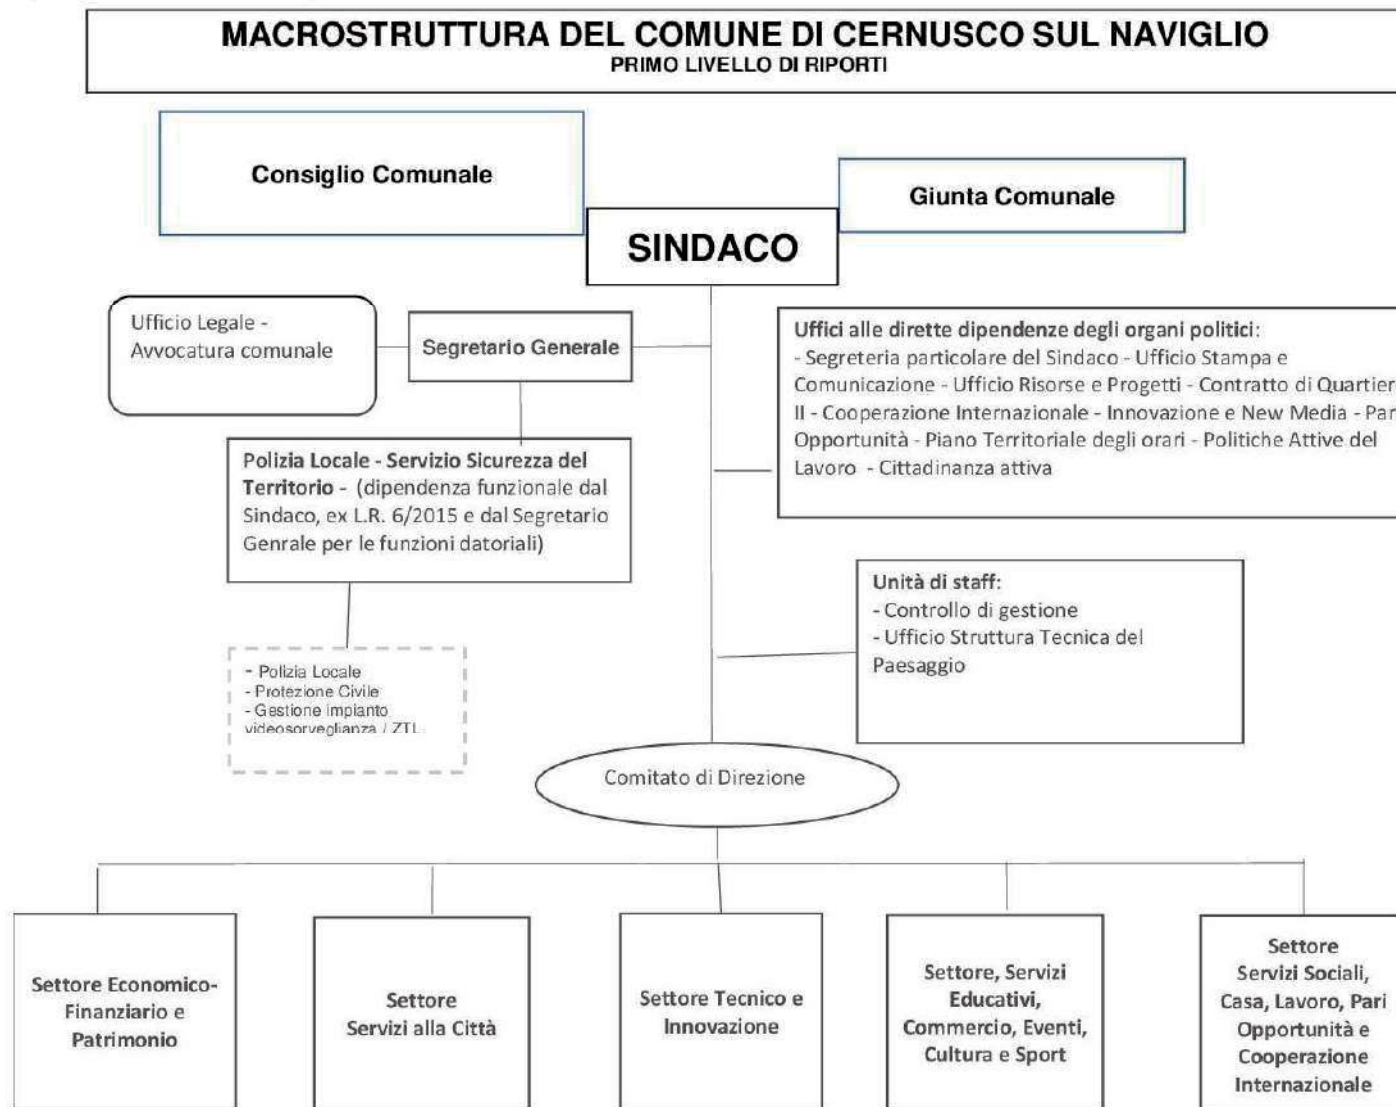 MACROSTRUTTURA DEL COMUNE DI CERNUSCO SUL NAVIGLIO
PRIMO LIVELLO DI RIPORTI
Consiglio Comunale
Giunta Comunale
SINDACO
Ufficio Legale -
Avvocatura comunale
Segretario Generale
Uffici alle dirette dipendenze degli organi politici:
- Segreteria particolare del Sindaco - Ufficio Stampa e
Comunicazione - Ufficio Risorse e Progetti - Contratto di Quartier
II - Cooperazione Internazionale - Innovazione e New Media - Par
Opportunità - Piano Territoriale degli orari - Politiche Attive del
Lavoro - Cittadinanza attiva
Polizia Locale - Servizio Sicurezza del
Territorio - (dipendenza funzionale dal
Sindaco, ex L.R. 6/2015 e dal Segretario
Genrale per le funzioni datoriali)
Unità di staff:
- Controllo di gestione
- Ufficio Struttura Tecnica del
Paesaggio
- Polizia Locale
- Protezione Civile
- Gestione impianto
videosorveglianza / ZTL
Comitato di Direzione
Settore Economico-
Finanziario e
Patrimonio
Settore
Servizi alla Città
Settore Tecnico e
Innovazione
Settore, Servizi
Educativi,
Commercio, Eventi,
Cultura e Sport
Settore
Servizi Sociali,
Casa, Lavoro, Pari
Opportunità e
Cooperazione
Internazionale